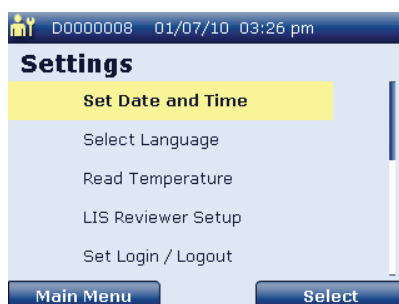 D0000008 01/07/10 03:26 pm
Settings
Set Date and Time
Select Language
Read Temperature
LIS Reviewer Setup
Set Login / Logout
Main Menu Select